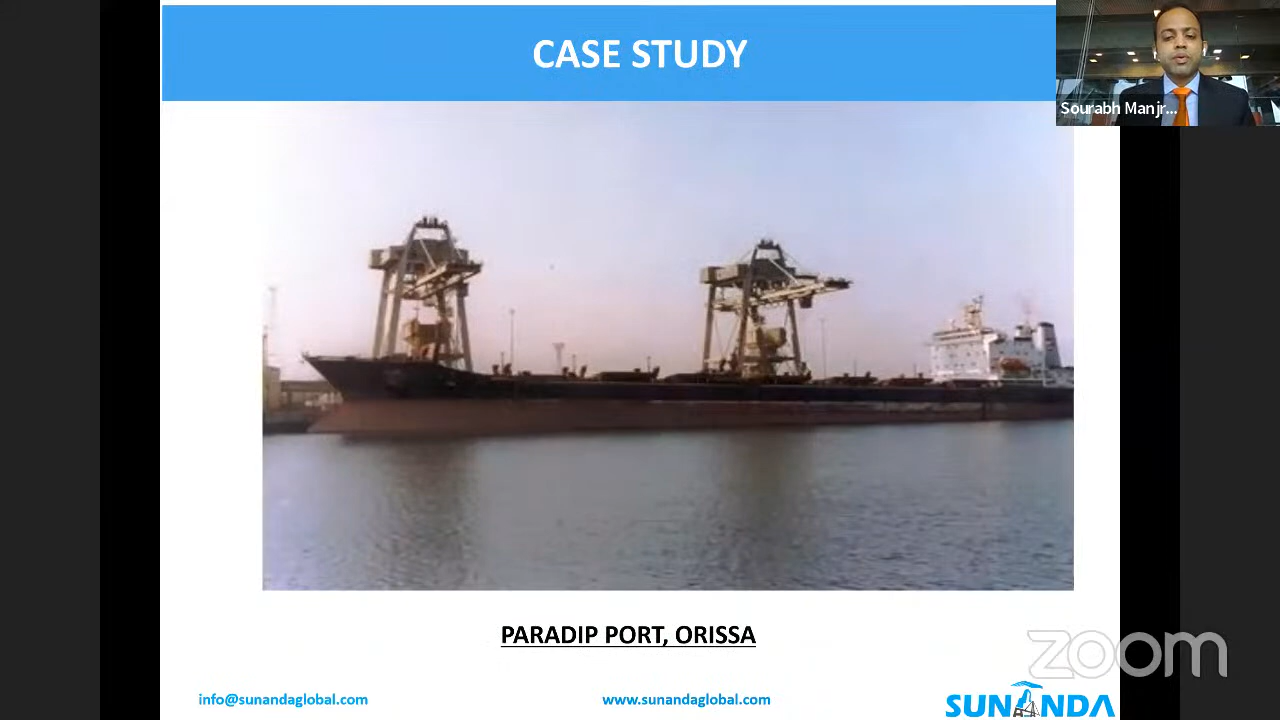 CASE STUDY
Sourabh Manjr...
PARADIP PORT, ORISSA
zoom
info@sunandaglobal.com
www.sunandaglobal.com
SUNANDA